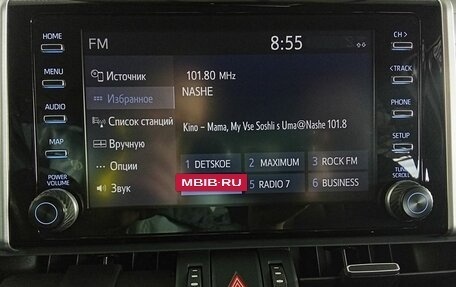 HOME
MENU
AUDIO
MAP
POWER
VOLUME
FM
8:55
Источник
Избранное
Список станций
Вручную
Опции
Звук
101.80 MHz
NASHE
Kino – Mama, My Vse Soshli s Uma@Nashe 101.8
1 DETSKOE
2 MAXIMUM
3 ROCK FM
MBIB-RU
5 RADIO 7
6 BUSINESS
CH >
< TRACK
PHONE
SETUP
TUNE
SCROLL